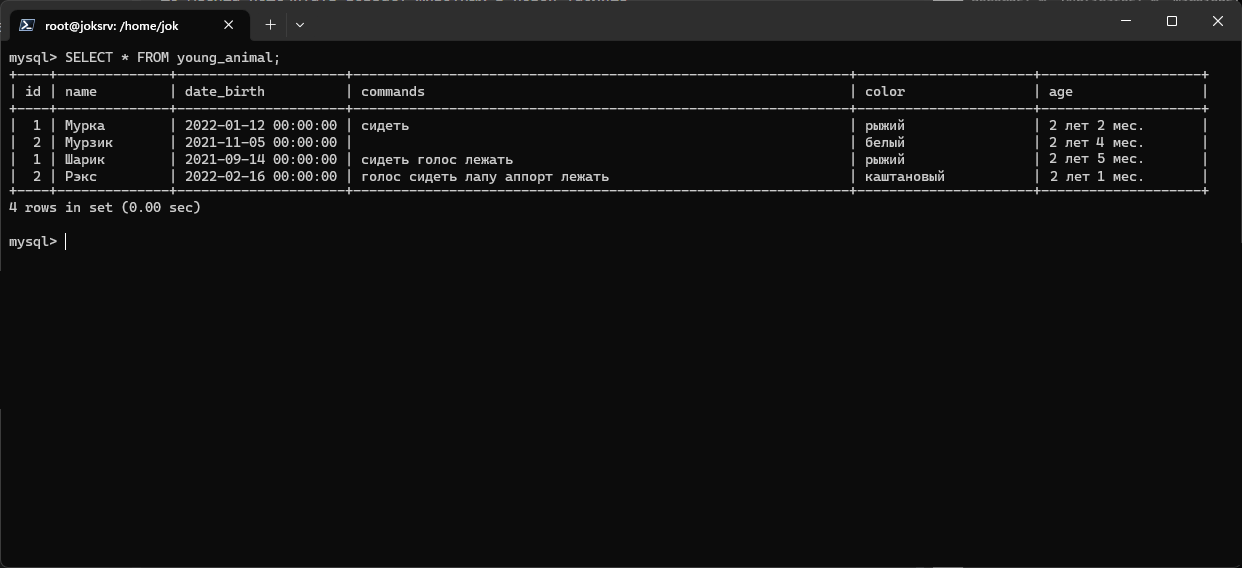 root@joksrv: /home/jok
mysql> SELECT * FROM young_animal;
+----+--------------+---------------------+--------------------------------------------------------------+----------------------+--------------------+
| id | name         | date_birth          | commands                                                     | color                | age                |
+----+--------------+---------------------+--------------------------------------------------------------+----------------------+--------------------+
|  1 | Мурка        | 2022-01-12 00:00:00 | сидеть                                                       | рыжий                | 2 лет 2 мес.       |
|  2 | Мурзик       | 2021-11-05 00:00:00 |                                                              | белый                | 2 лет 4 мес.       |
|  1 | Шарик        | 2021-09-14 00:00:00 | сидеть голос лежать                                          | рыжий                | 2 лет 5 мес.       |
|  2 | Рэкс         | 2022-02-16 00:00:00 | голос сидеть лапу аппорт лежать                              | каштановый           | 2 лет 1 мес.       |
+----+--------------+---------------------+--------------------------------------------------------------+----------------------+--------------------+
4 rows in set (0.00 sec)
mysql>